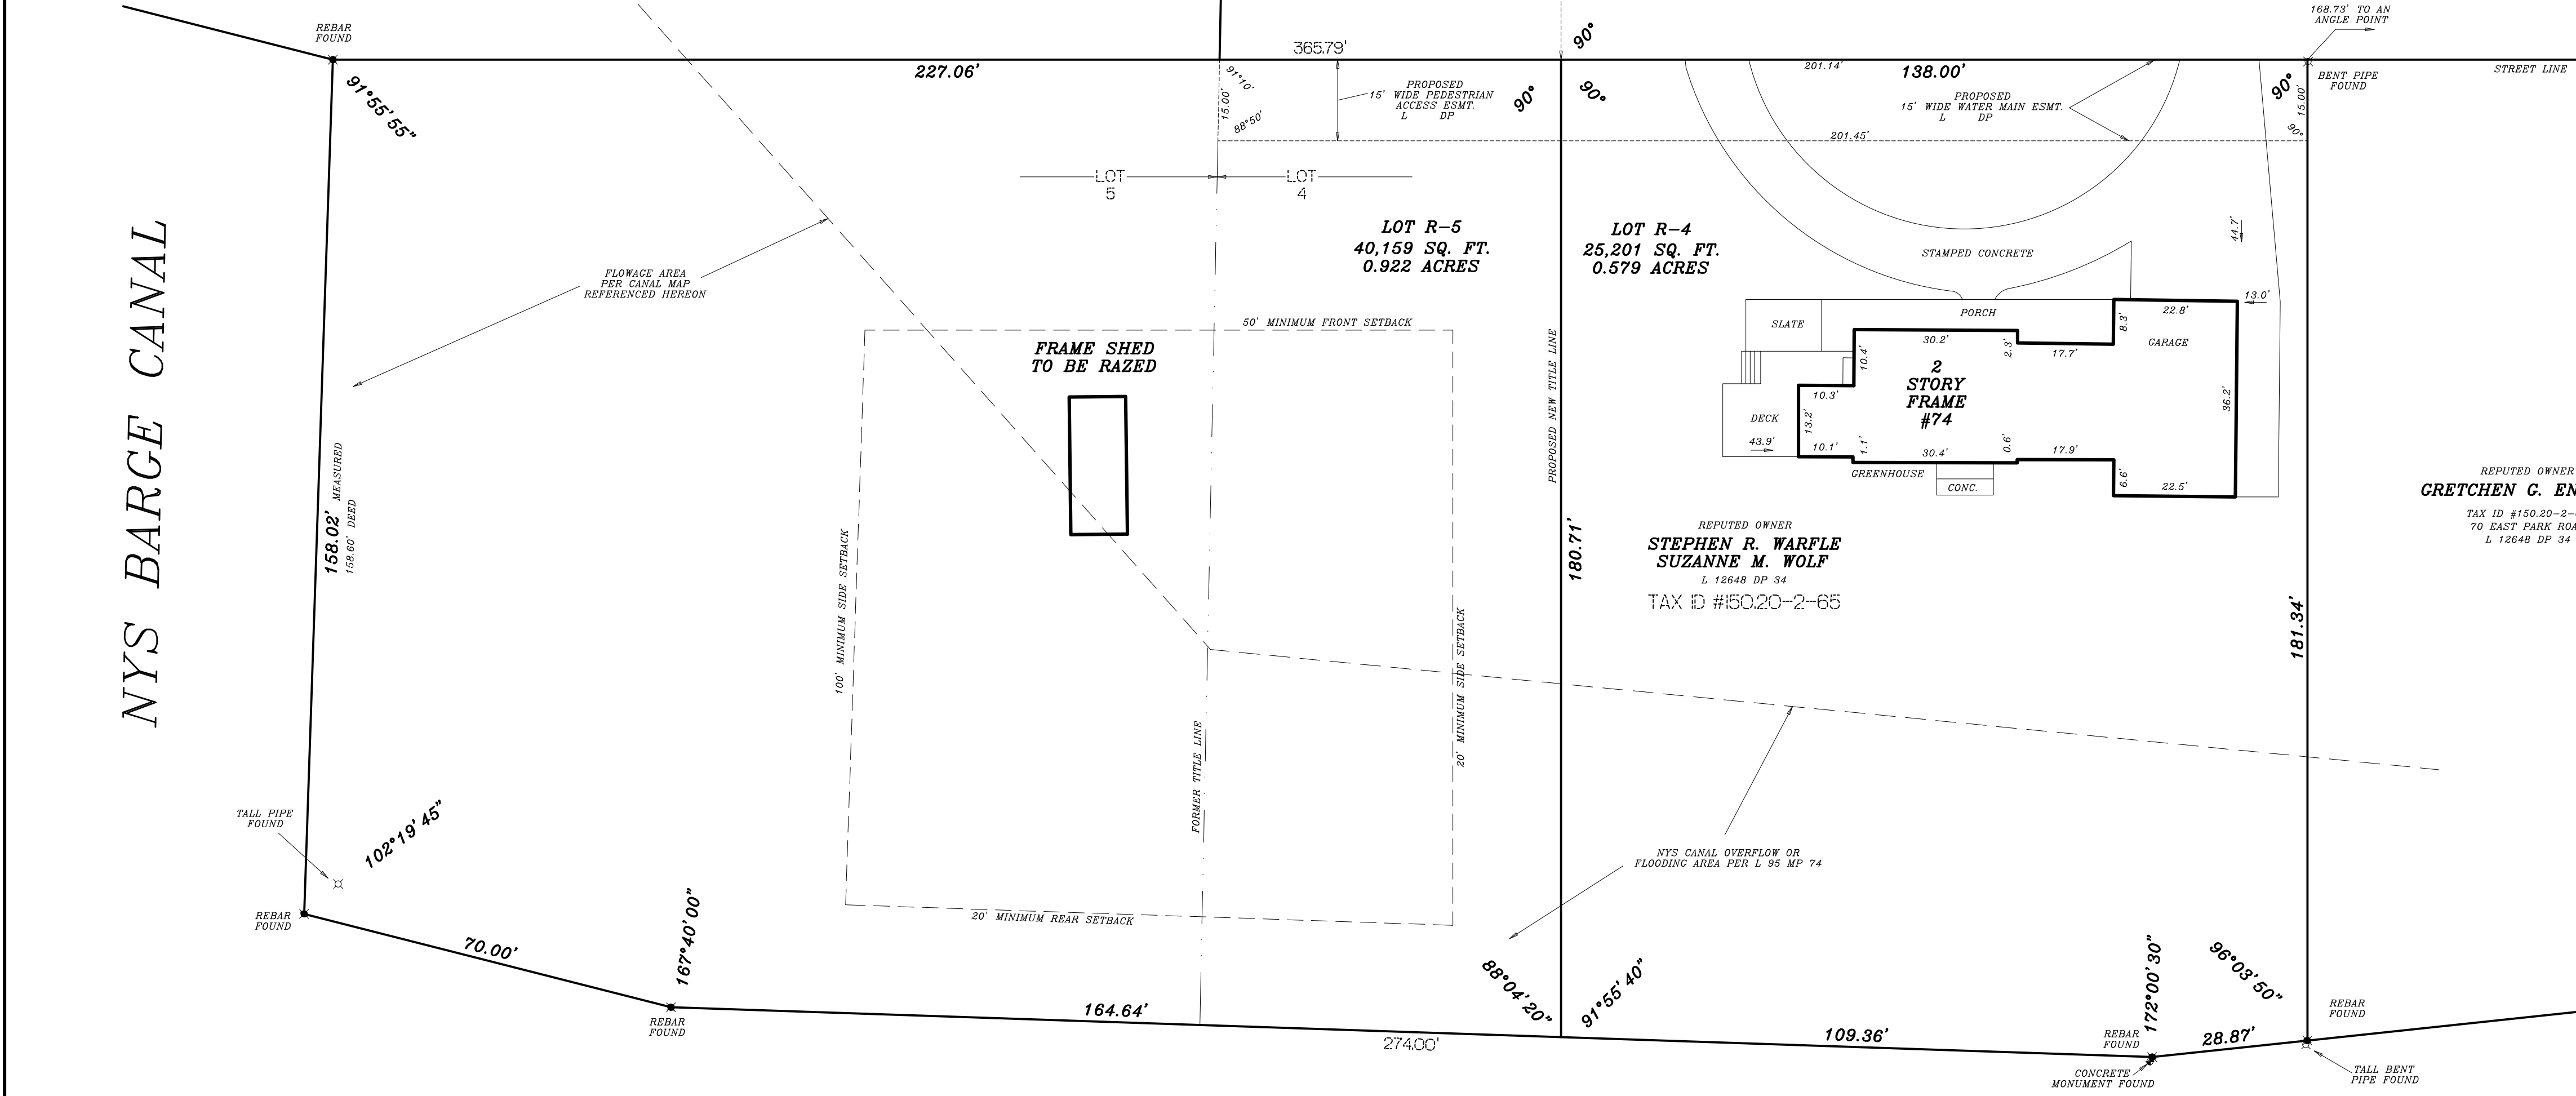 REBAR
FOUND
227.06'
365.79'
90°
201.14'
138.00'
168.73' TO AN
ANGLE POINT
STREET LINE
BENT PIPE
FOUND
91°55'55"
91°10'
15.00'
88°50'
PROPOSED
15' WIDE PEDESTRIAN
ACCESS ESMT.
L DP
90°
90°
PROPOSED
15' WIDE WATER MAIN ESMT.
L DP
201.45'
90°
15.00'
90°
LOT
5
LOT
4
LOT R-5
40,159 SQ. FT.
0.922 ACRES
LOT R-4
25,201 SQ. FT.
0.579 ACRES
STAMPED CONCRETE
44.7'
13.0'
NYS BARGE CANAL
FLOWAGE AREA
PER CANAL MAP
REFERENCED HEREON
50' MINIMUM FRONT SETBACK
FRAME SHED
TO BE RAZED
SLATE
PORCH
22.8'
8.3'
GARAGE
30.2'
2.3'
17.7'
10.4'
2
STORY
FRAME
#74
36.2'
10.3'
DECK
13.2'
43.9'
10.1'
1.1'
30.4'
0.6'
17.9'
6.6'
22.5'
GREENHOUSE
CONC.
PROPOSED NEW TITLE LINE
180.71'
158.02' MEASURED
158.60' DEED
100' MINIMUM SIDE SETBACK
20' MINIMUM SIDE SETBACK
REPUTED OWNER
STEPHEN R. WARFLE
SUZANNE M. WOLF
L 12648 DP 34
TAX ID #150.20-2-65
181.34'
REPUTED OWNER
GRETCHEN G. EN
TAX ID #150.20-2-
70 EAST PARK ROA
L 12648 DP 34
FORMER TITLE LINE
TALL PIPE
FOUND
102°19'45"
REBAR
FOUND
70.00'
167°40'00"
REBAR
FOUND
20' MINIMUM REAR SETBACK
164.64'
274.00'
NYS CANAL OVERFLOW OR
FLOODING AREA PER L 95 MP 74
88°04'20"
91°55'40"
109.36'
172°00'30"
96°03'50"
REBAR
FOUND
28.87'
REBAR
FOUND
CONCRETE
MONUMENT FOUND
TALL BENT
PIPE FOUND